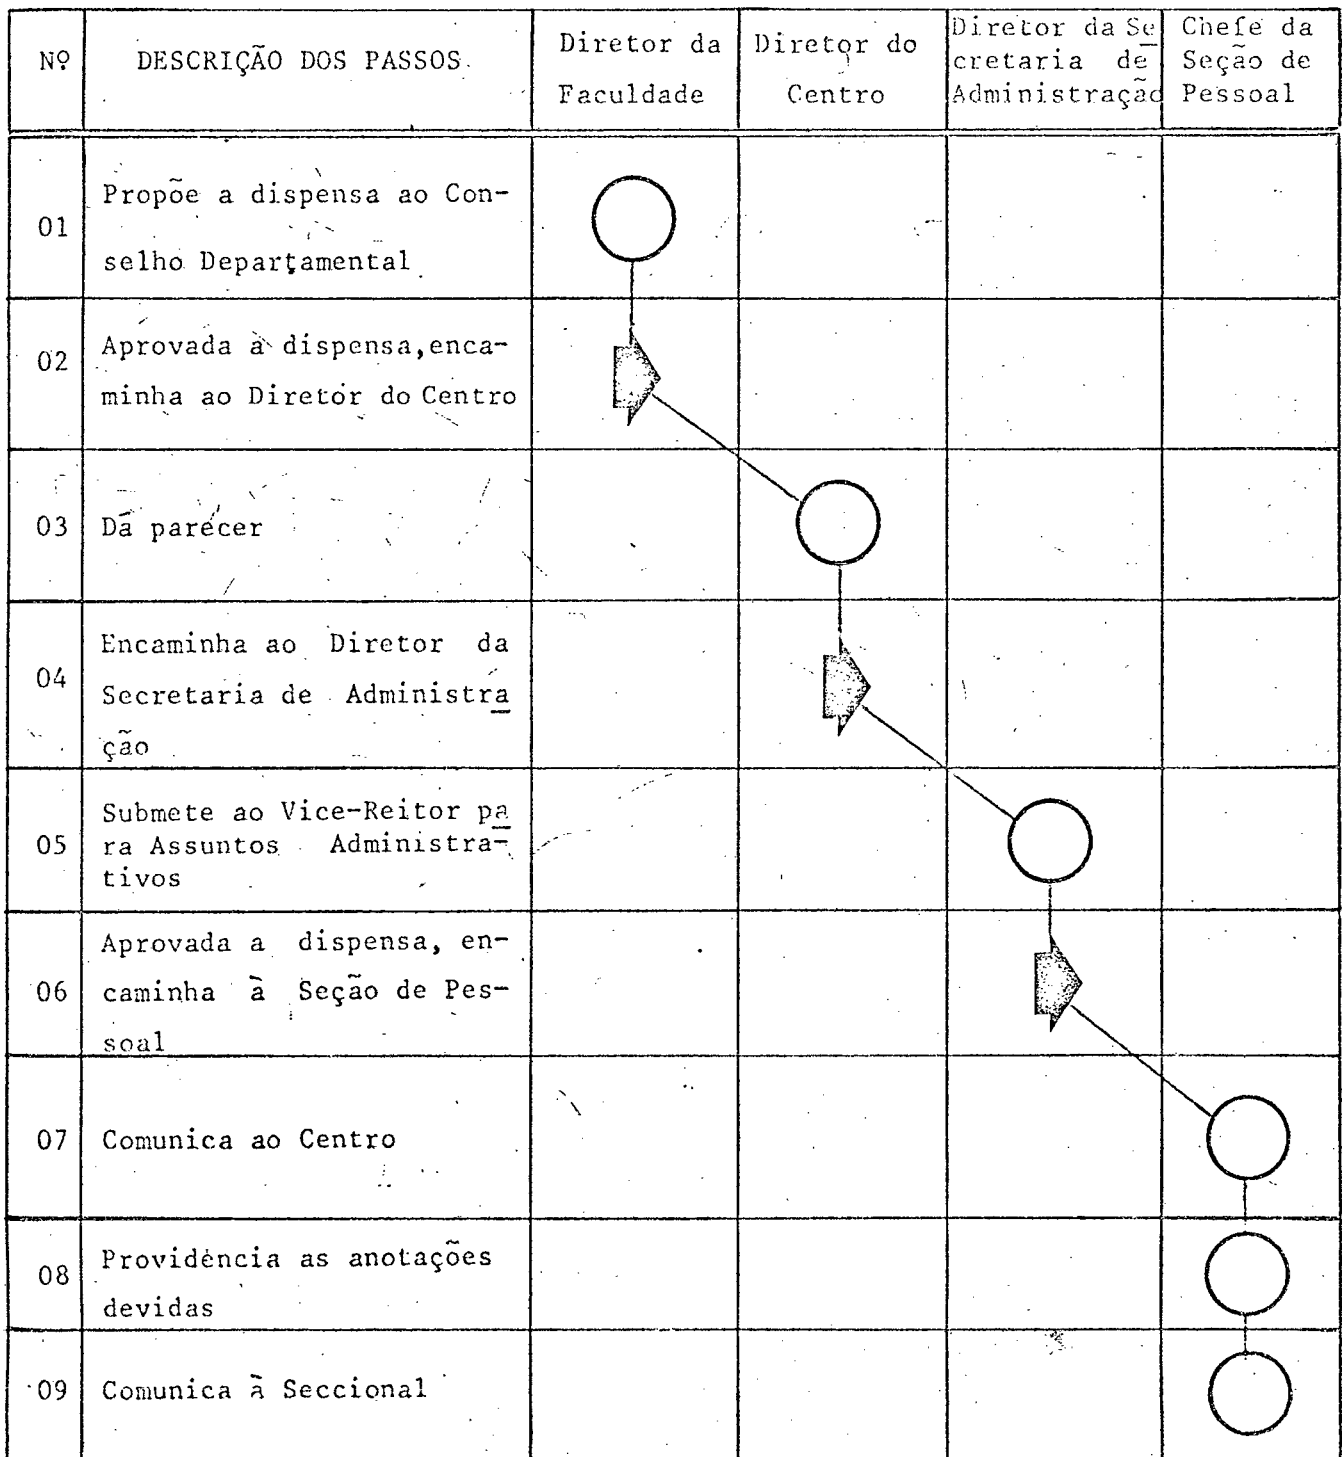 Nº
DESCRIÇÃO DOS PASSOS
Diretor da
Faculdade
Diretor do
Centro
Diretor da Se
cretaria de
Administração
Chefe da
Seção de
Pessoal
01
Propõe a dispensa ao Con-
selho Departamental
02
Aprovada a dispensa, enca-
minha ao Diretor do Centro
03
Dá parecer
04
Encaminha ao Diretor da
Secretaria de Administra
ção
05
Submete ao Vice-Reitor pa
ra Assuntos Administra-
tivos
06
Aprovada a dispensa, en-
caminha à Seção de Pes-
soal
07
Comunica ao Centro
08
Providência as anotações
devidas
09
Comunica à Seccional